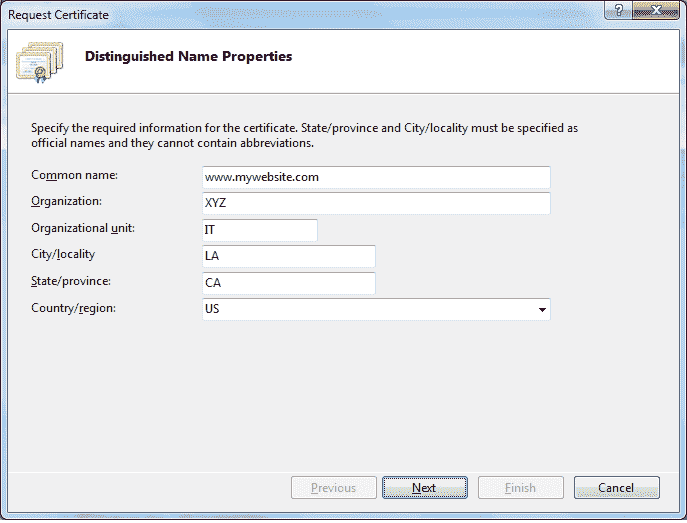 Request Certificate
?
Distinguished Name Properties
Specify the required information for the certificate. State/province and City/locality must be specified as
official names and they cannot contain abbreviations.
Common name: www.mywebsite.com
Organization: XYZ
Organizational unit: IT
City/locality LA
State/province: CA
Country/region: US
Previous Next Finish Cancel